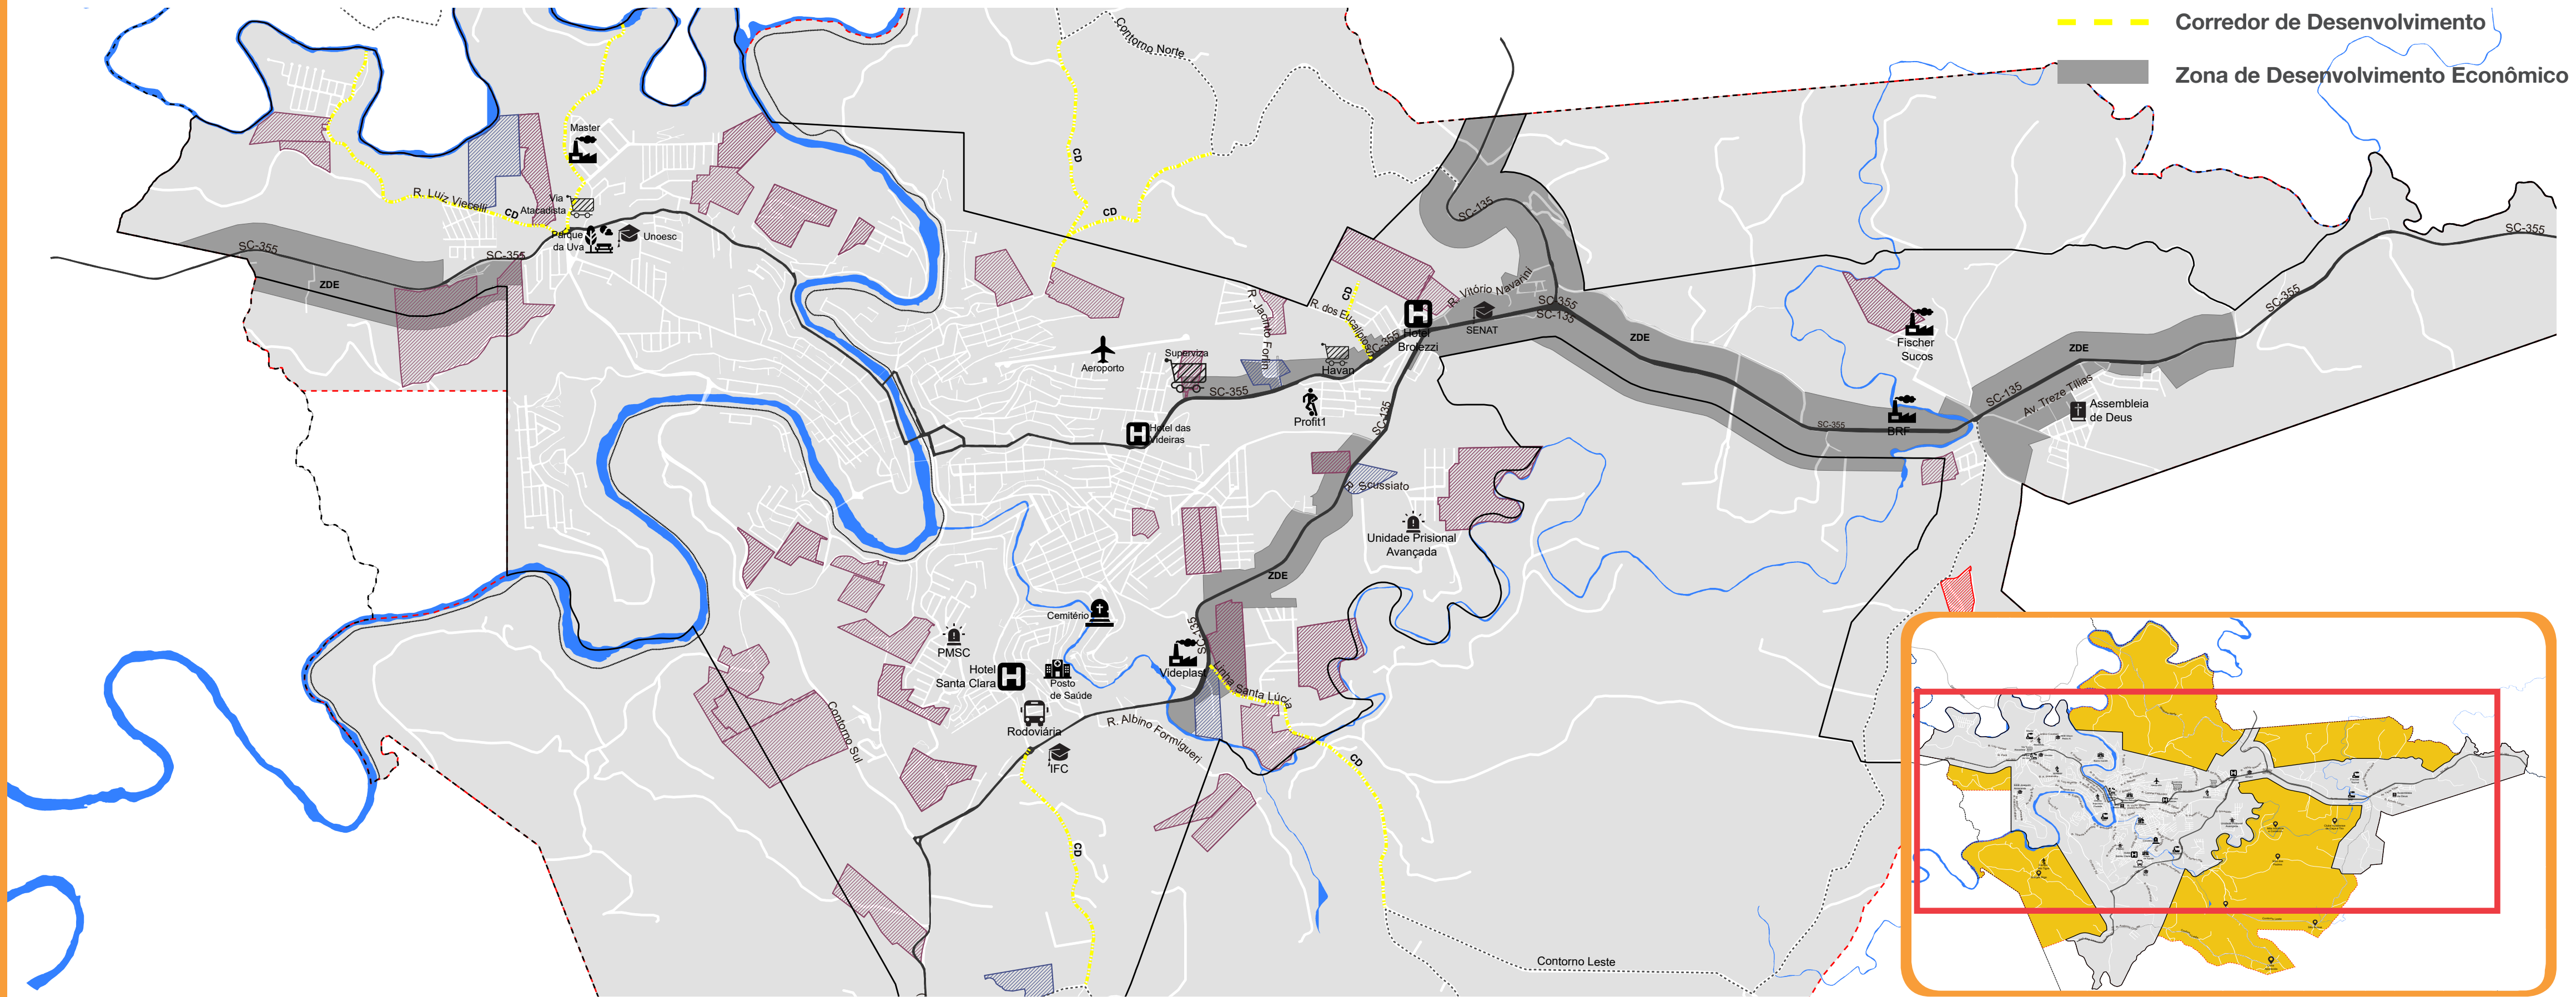 Corredor de Desenvolvimento
Zona de Desenvolvimento Econômico
Contorno Norte
Master
CD
CD
R. Luiz Viecelli
CD
Via
Atacadista
Parque
da Uva
Unoesc
SC-355
SC-355
ZDE
SC-135
SC-355
R. Vitório Navarini
CD
R. dos Eucaliptos
R. Jacinto Forlin
SC-355
SC-135
SENAT
Hotel
Brolezzi
SC-355
ZDE
Fischer
Sucos
ZDE
SC-355
Aeroporto
Superviza
Havan
SC-355
Profit1
SC-135
SC-135
Av. Treze Tílias
Assembleia
de Deus
SC-355
BRF
Hotel das
Videiras
R. Scussiato
Unidade Prisional
Avançada
ZDE
Cemitério
SC-135
PMSC
Hotel
Santa Clara
Posto
de Saúde
Videplast
Linha Santa Lúcia
Contorno Sul
Rodoviária
R. Albino Formigueri
IFC
CD
CD
Contorno Leste